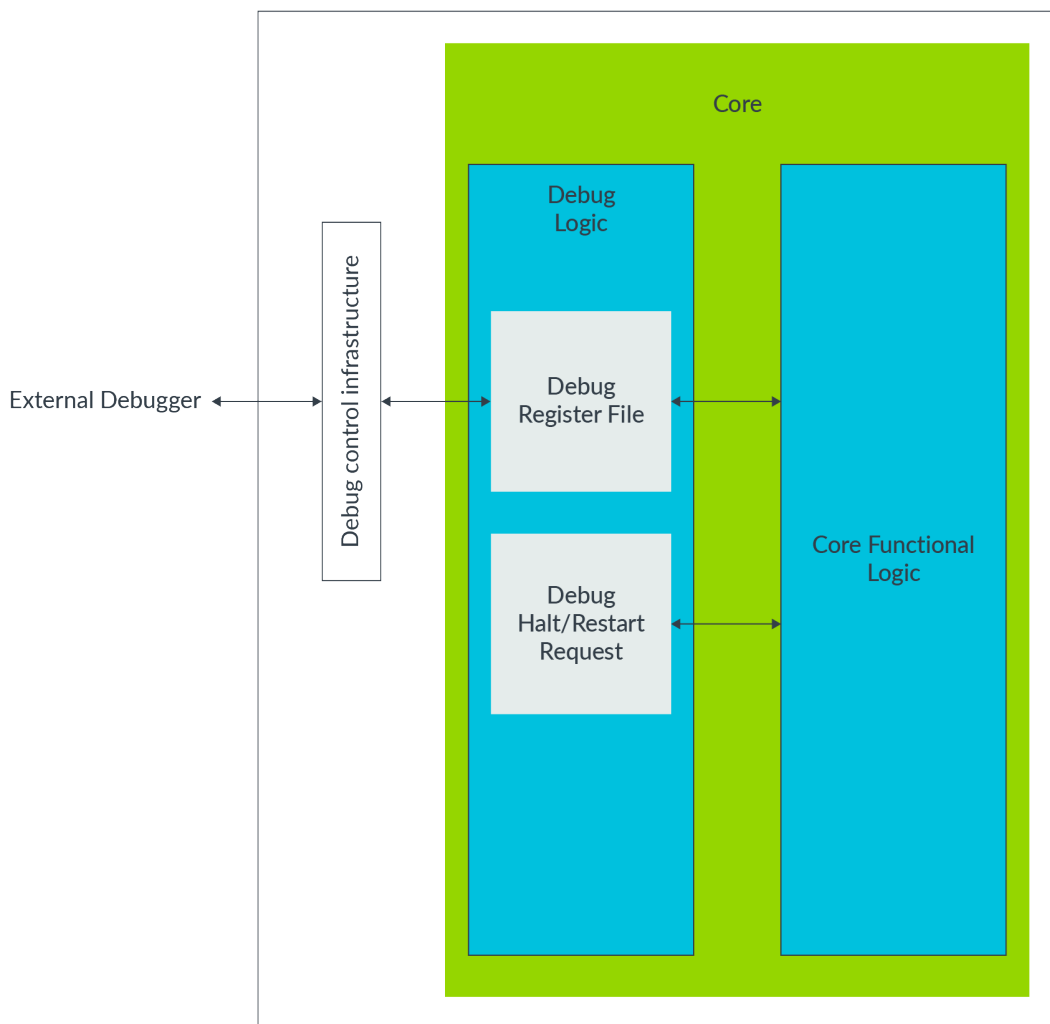 Core
Debug
Logic
Debug control infrastructure
External Debugger
Debug
Register File
Debug
Halt/Restart
Request
Core Functional
Logic